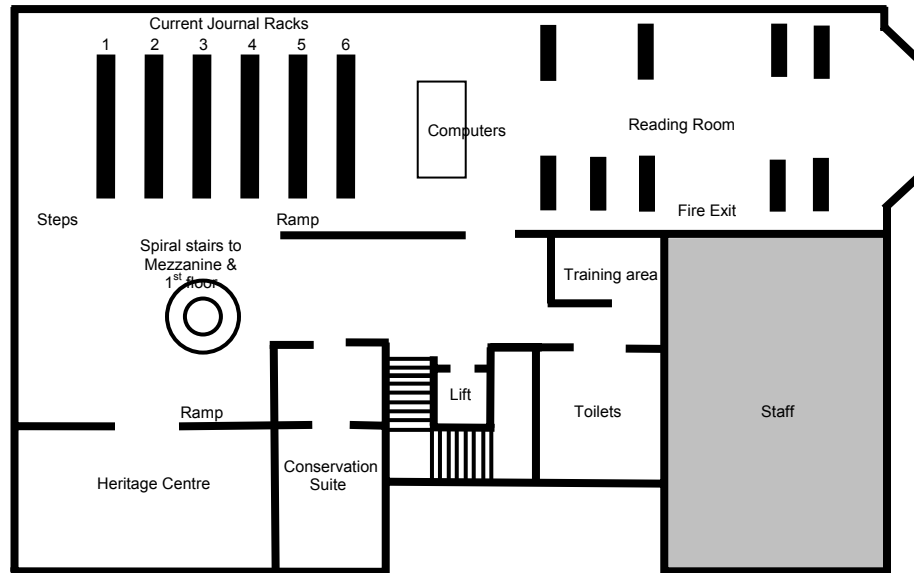 Current Journal Racks
1 2 3 4 5 6
Computers
Reading Room
Steps
Ramp
Fire Exit
Spiral stairs to
Mezzanine &
1st floor
Training area
Lift
Ramp
Toilets
Staff
Heritage Centre
Conservation
Suite